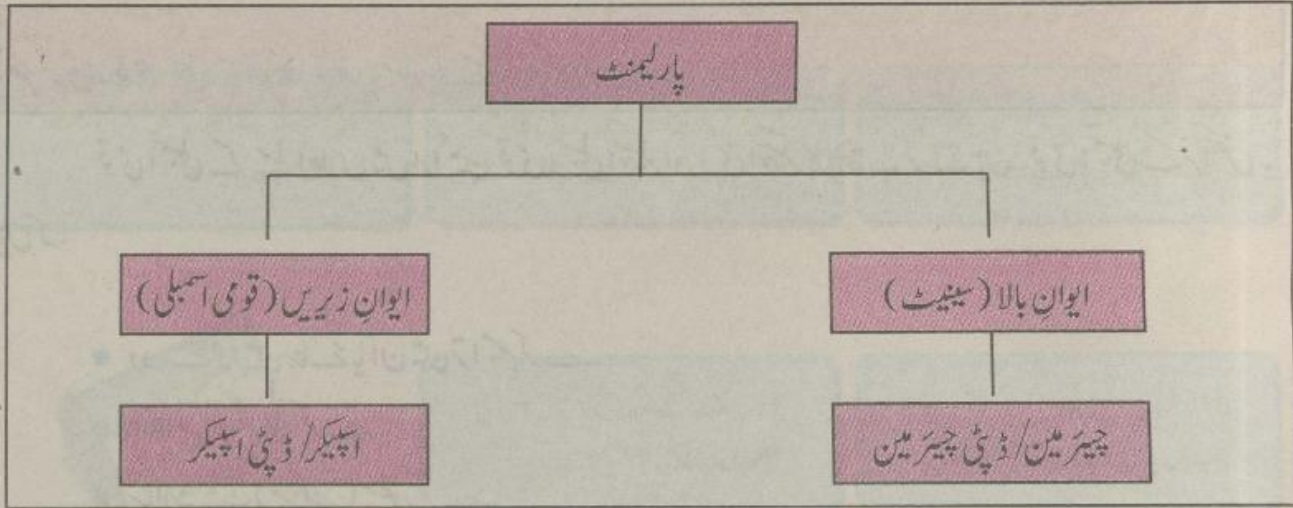 پارلیمنٹ
ایوانِ بالا (سینیٹ)
ایوانِ زیریں (قومی اسمبلی)
چیئرمین/ڈپٹی چیئرمین
اسپیکر/ڈپٹی اسپیکر